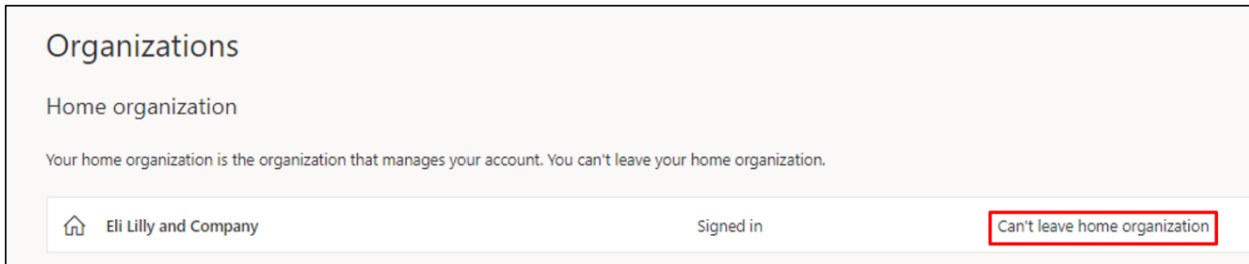 Organizations
Home organization
Your home organization is the organization that manages your account. You can't leave your home organization.
Eli Lilly and Company Signed in Can't leave home organization